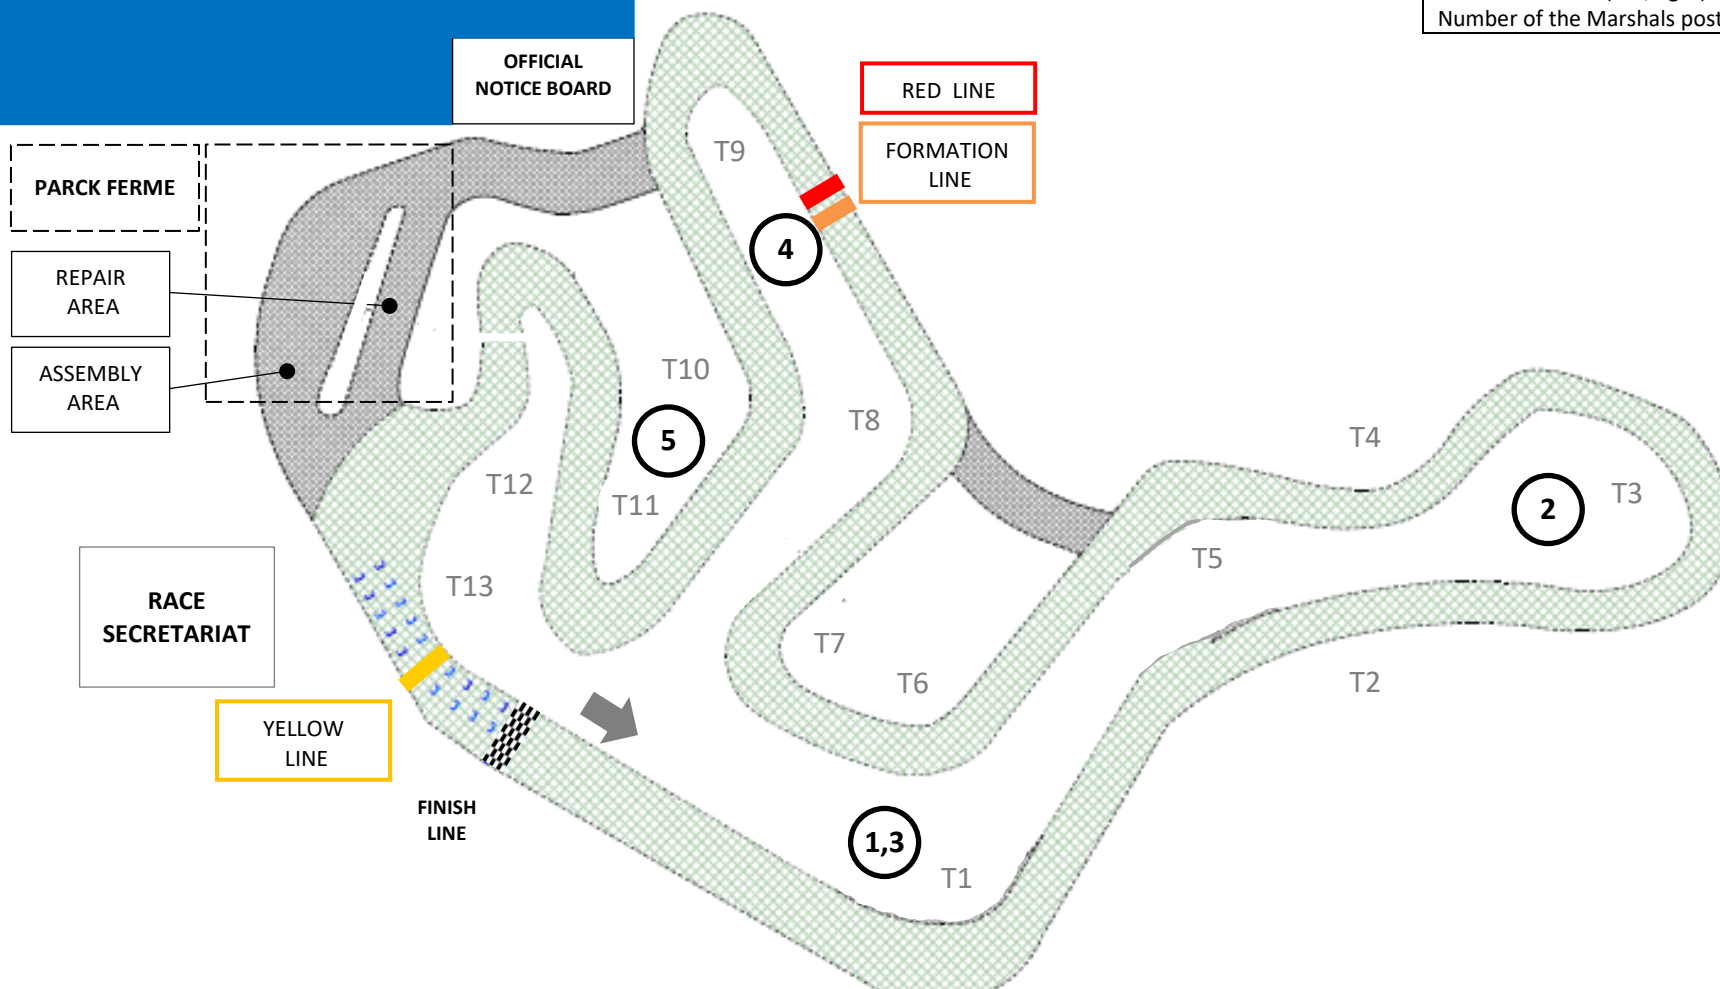 Number of the Marshals post
OFFICIAL
NOTICE BOARD
RED LINE
FORMATION
LINE
PARCK FERME
REPAIR
AREA
ASSEMBLY
AREA
T9
4
T10
T8
5
T4
T12
T11
2
T3
T5
RACE
SECRETARIAT
T13
T7
T6
T2
YELLOW
LINE
FINISH
LINE
1,3
T1